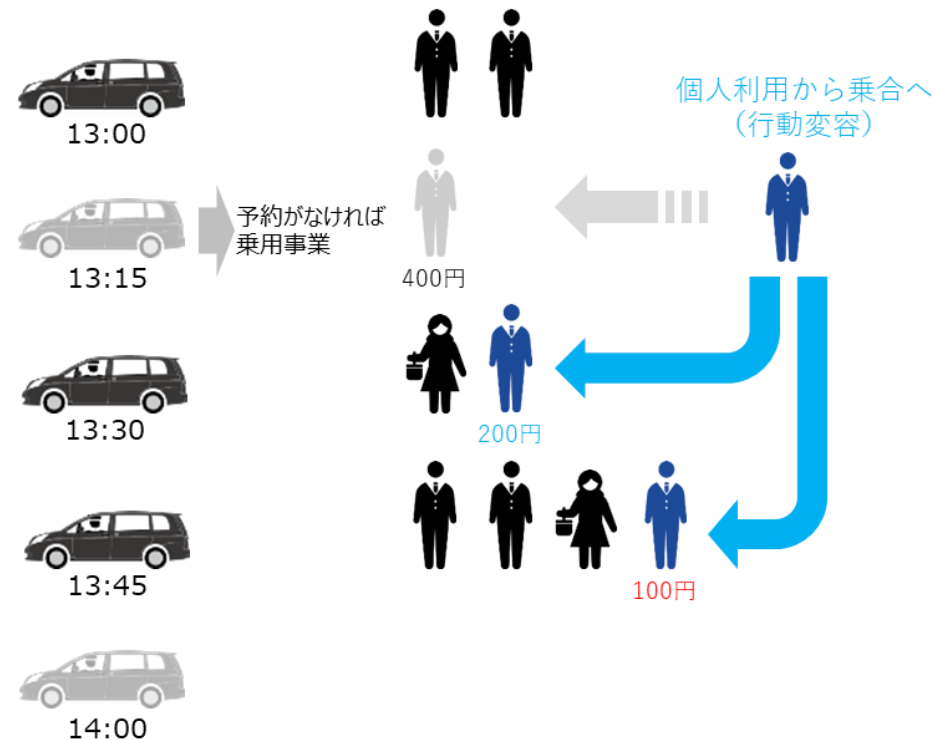 13:00
個人利用から乗合へ
（行動変容）
13:15
予約がなければ
乗用事業
400円
13:30
200円
13:45
100円
14:00